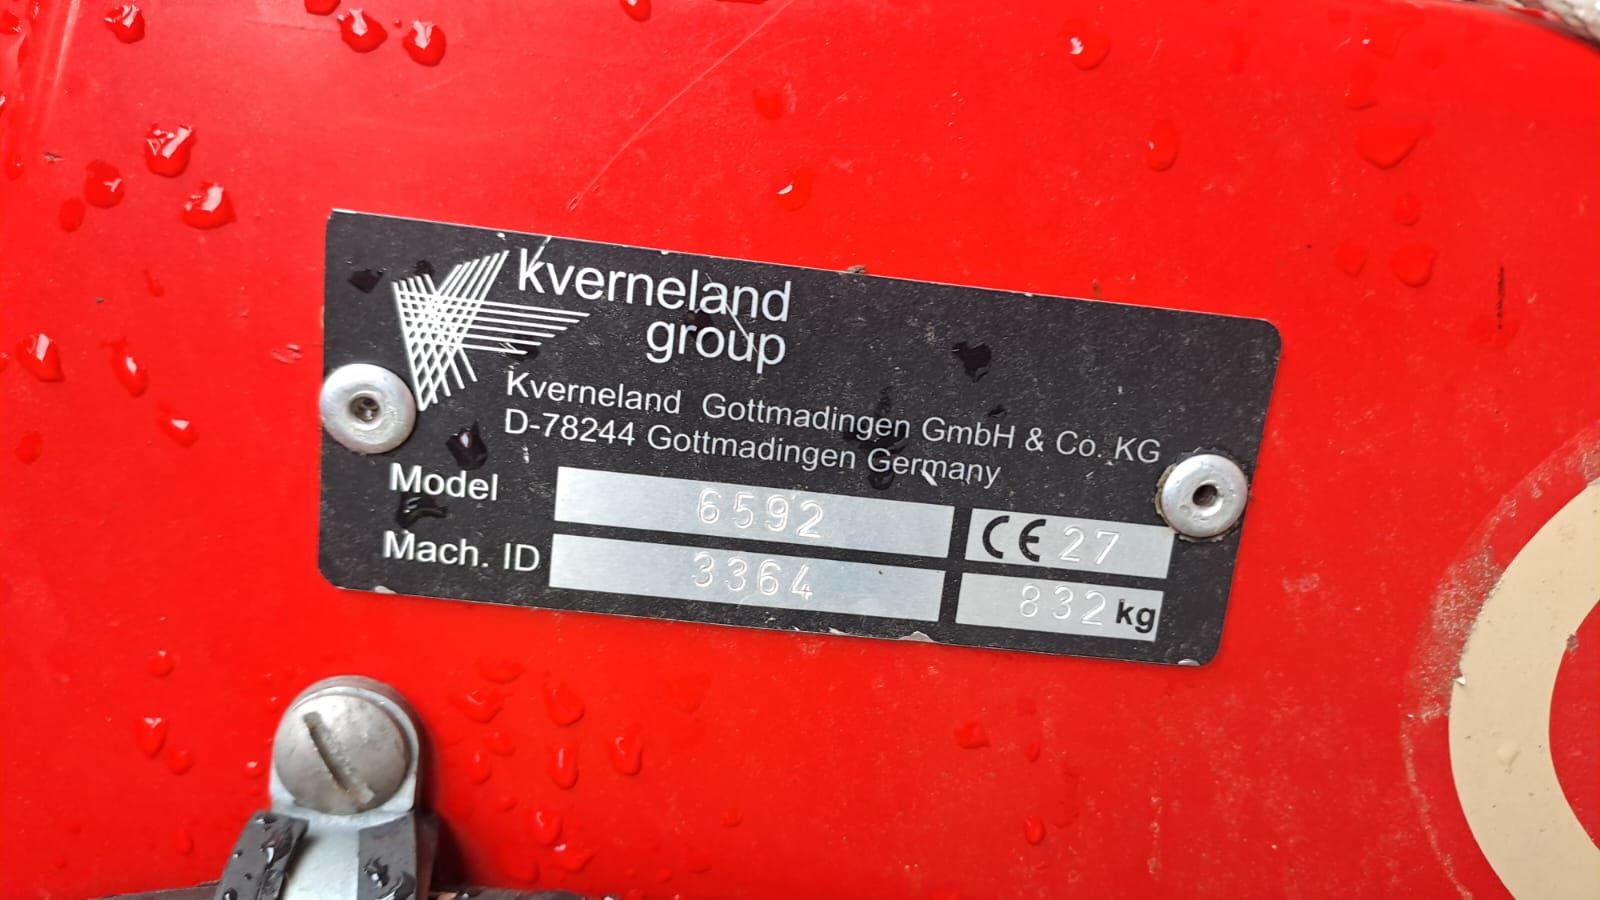 kverneland
group
Kverneland Gottmadingen GmbH & Co. KG
D-78244 Gottmadingen Germany
Model 6592 CE 27
Mach. ID 3364 832 kg